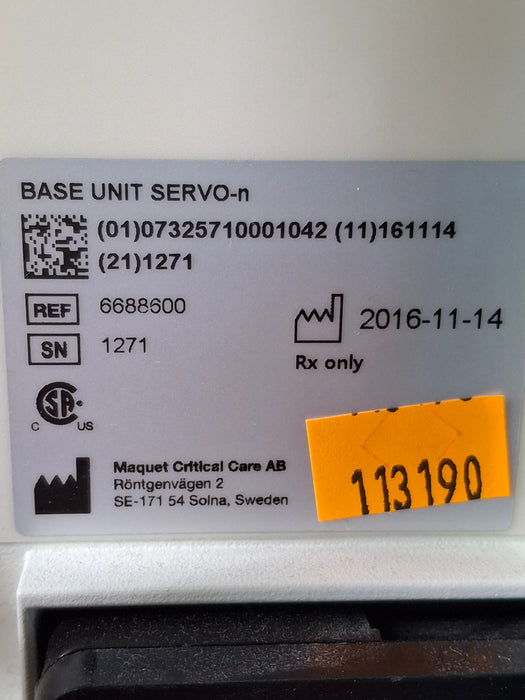 BASE UNIT SERVO-n
(01)07325710001042 (11)161114
(21)1271
REF 6688600
SN 1271
2016-11-14
Rx only
CSA
C US
Maquet Critical Care AB
Röntgenvägen 2
SE-171 54 Solna, Sweden
113190